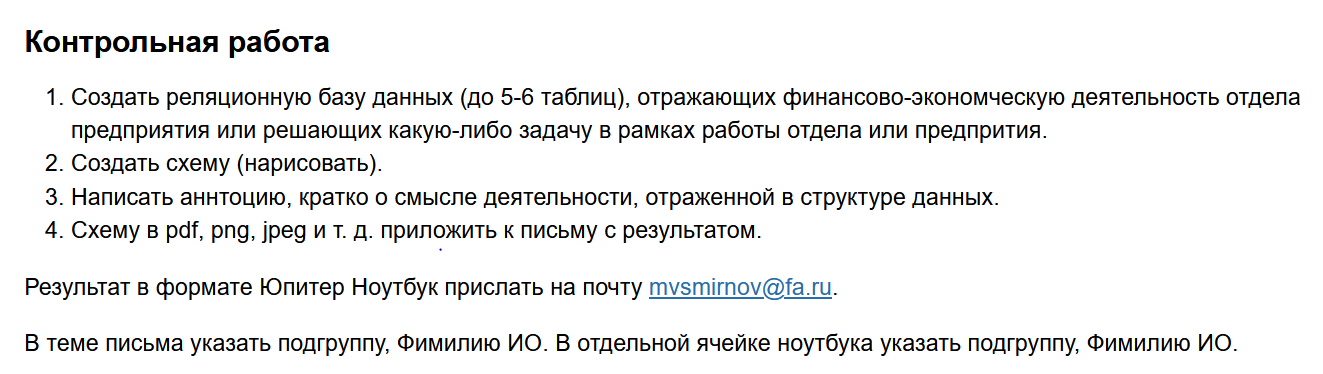 Контрольная работа
1. Создать реляционную базу данных (до 5-6 таблиц), отражающих финансово-экономческую деятельность отдела
предприятия или решающих какую-либо задачу в рамках работы отдела или предпрития.
2. Создать схему (нарисовать).
3. Написать аннтоцию, кратко о смысле деятельности, отраженной в структуре данных.
4. Схему в pdf, png, jpeg и т. д. приложить к письму с результатом.
Результат в формате Юпитер Ноутбук прислать на почту mvsmirnov@fa.ru.
В теме письма указать подгруппу, Фимилию ИО. В отдельной ячейке ноутбука указать подгруппу, Фимилию ИО.